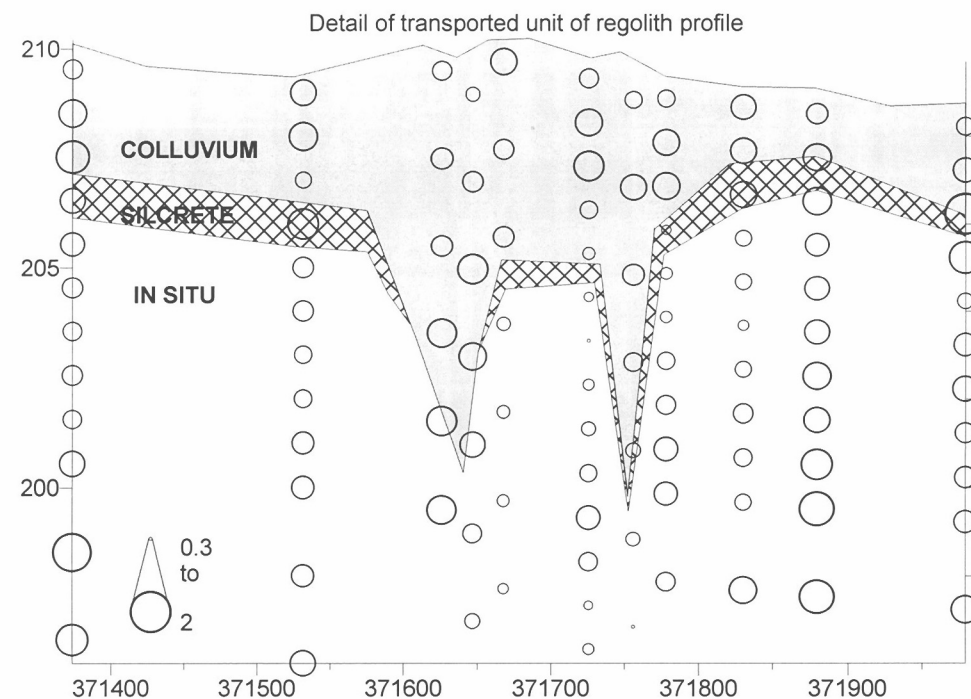 Detail of transported unit of regolith profile
210
COLLUVIUM
SILCRETE
205
IN SITU
200
0.3
to
2
371400 371500 371600 371700 371800 371900